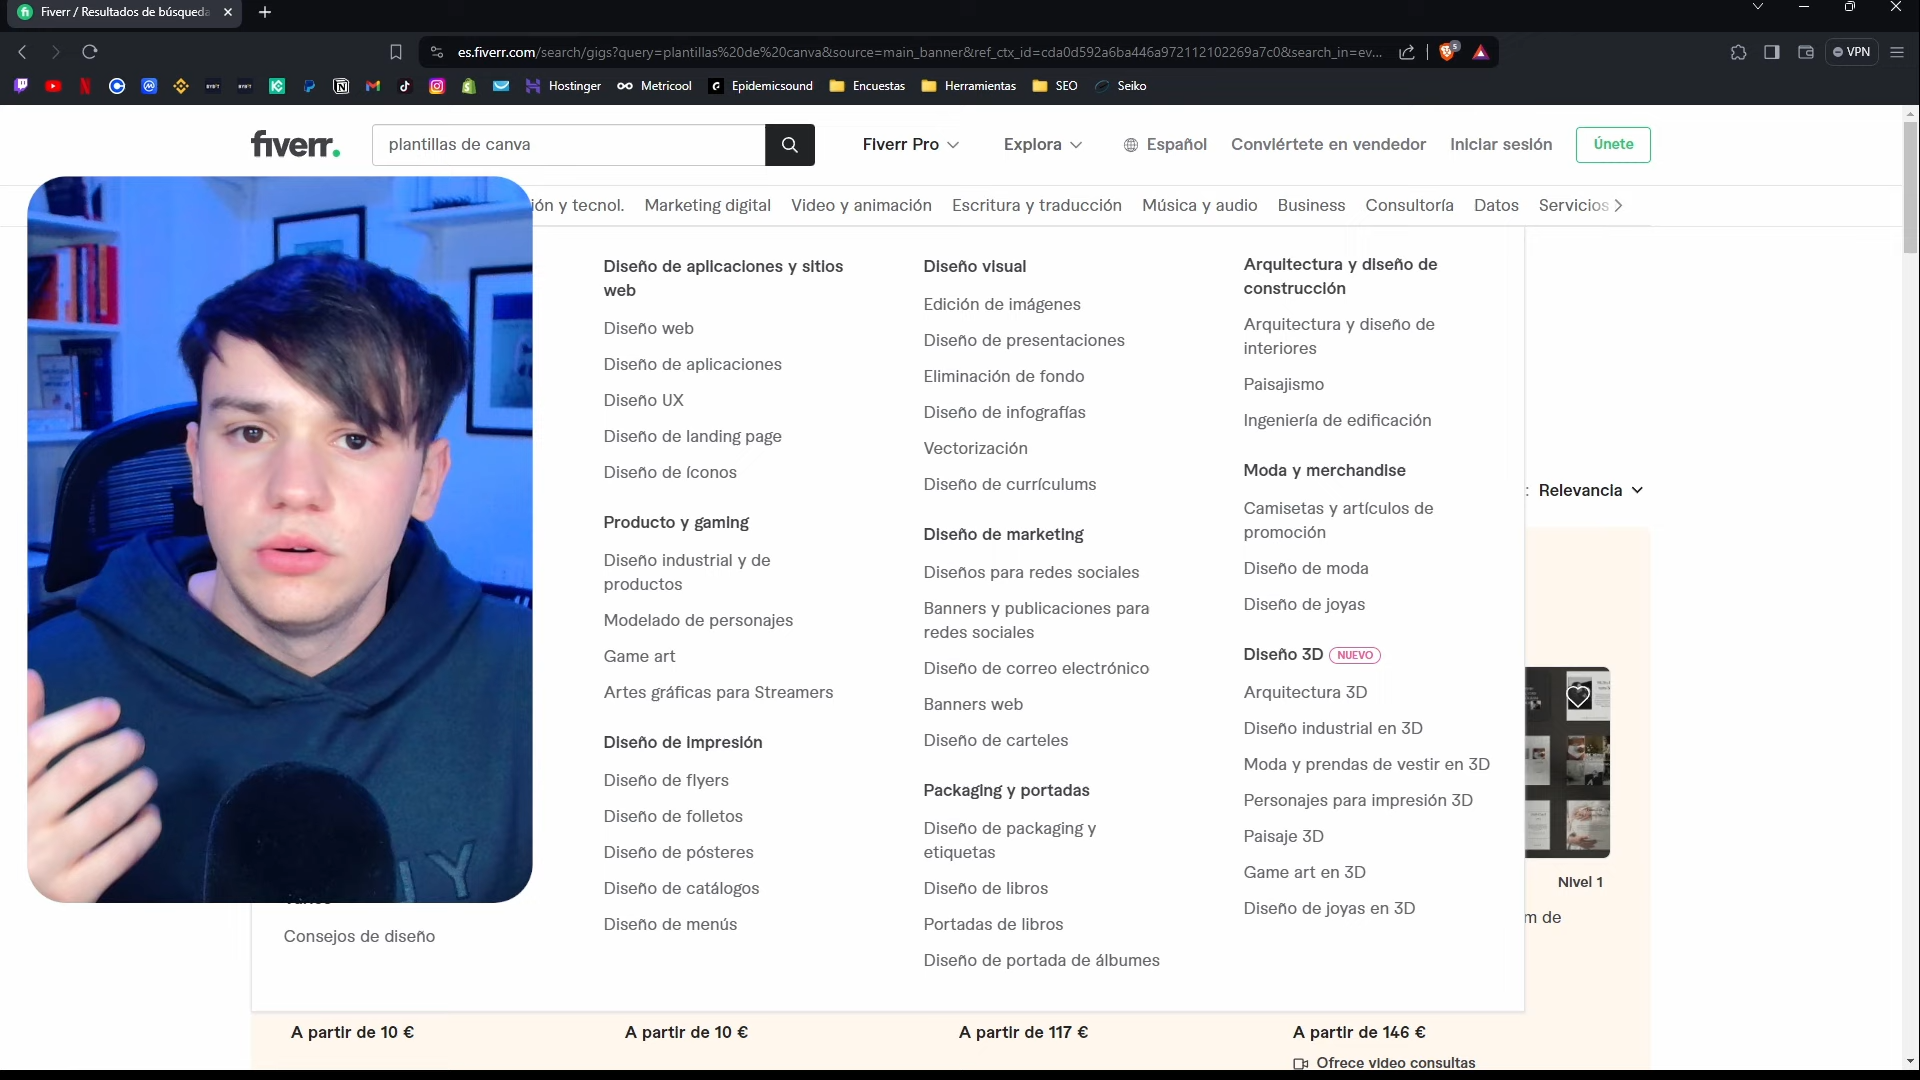 Fiverr / Resultados de búsqueda
es.fiverr.com/search/gigs?query=plantillas%20de%20canva&source=main_banner&ref_ctx_id=cda0d592a6ba446a972112102269a7c0&search_in=ev...
VPN
Hostinger
Metricool
Epidemicsound
Encuestas
Herramientas
SEO
Seiko
fiverr.
plantillas de canva
Fiverr Pro
Explora
Español
Conviértete en vendedor
Iniciar sesión
Únete
ión y tecnol.
Marketing digital
Video y animación
Escritura y traducción
Música y audio
Business
Consultoría
Datos
Servicios
Diseño de aplicaciones y sitios
web
Diseño web
Diseño de aplicaciones
Diseño UX
Diseño de landing page
Diseño de íconos
Producto y gaming
Diseño industrial y de
productos
Modelado de personajes
Game art
Artes gráficas para Streamers
Diseño de impresión
Diseño de flyers
Diseño de folletos
Diseño de pósteres
Diseño de catálogos
Diseño de menús
Diseño visual
Edición de imágenes
Diseño de presentaciones
Eliminación de fondo
Diseño de infografías
Vectorización
Diseño de currículums
Diseño de marketing
Diseños para redes sociales
Banners y publicaciones para
redes sociales
Diseño de correo electrónico
Banners web
Diseño de carteles
Packaging y portadas
Diseño de packaging y
etiquetas
Diseño de libros
Portadas de libros
Diseño de portada de álbumes
Arquitectura y diseño de
construcción
Arquitectura y diseño de
interiores
Paisajismo
Ingeniería de edificación
Moda y merchandise
Camisetas y artículos de
promoción
Diseño de moda
Diseño de joyas
Diseño 3D NUEVO
Arquitectura 3D
Diseño industrial en 3D
Moda y prendas de vestir en 3D
Personajes para impresión 3D
Paisaje 3D
Game art en 3D
Diseño de joyas en 3D
: Relevancia
Nivel 1
m de
Consejos de diseño
A partir de 10 €
A partir de 10 €
A partir de 117 €
A partir de 146 €
Ofrece video consultas